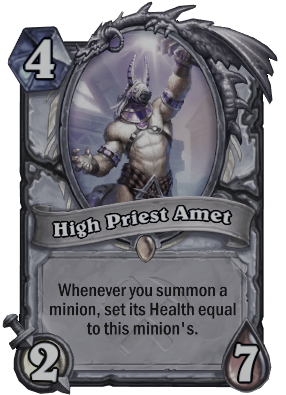 4
High Priest Amet
Whenever you summon a
minion, set its Health equal
to this minion's.
2
7